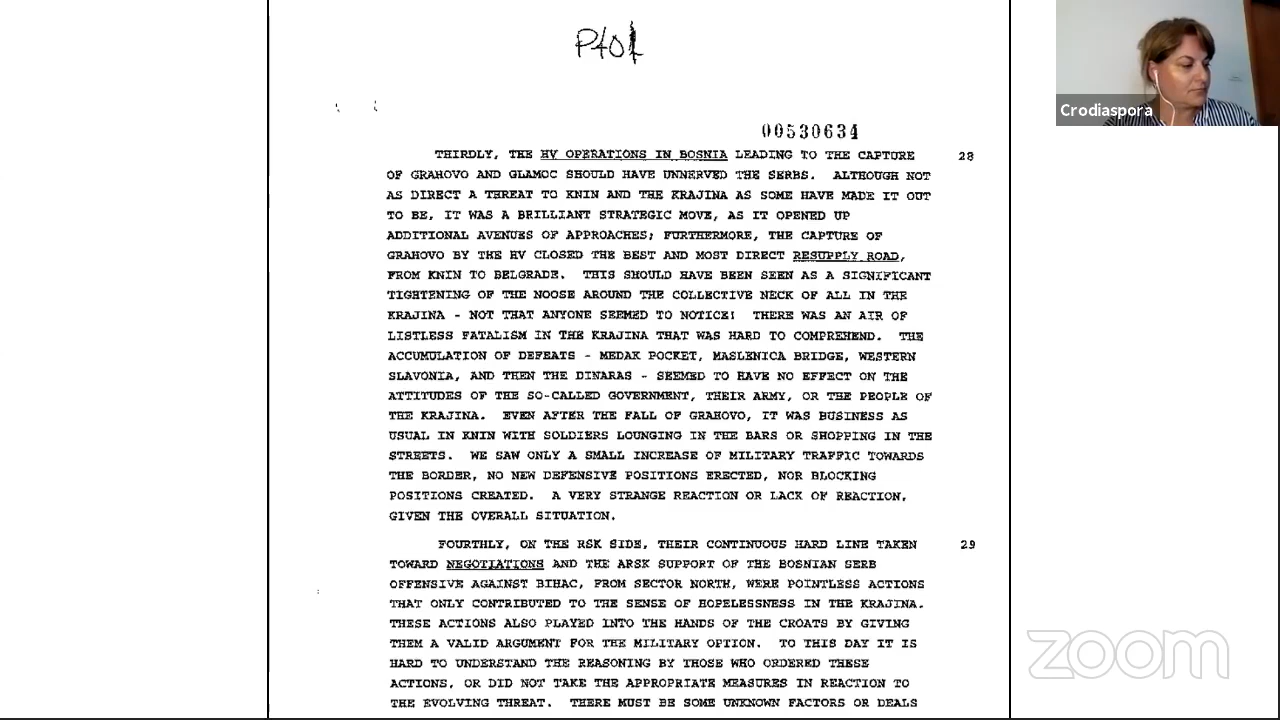 P401
00530634
THIRDLY, THE HV OPERATIONS IN BOSNIA LEADING TO THE CAPTURE 28
OF GRAHOVO AND GLAMOC SHOULD HAVE UNNERVED THE SERBS. ALTHOUGH NOT
AS DIRECT A THREAT TO KNIN AND THE KRAJINA AS SOME HAVE MADE IT OUT
TO BE, IT WAS A BRILLIANT STRATEGIC MOVE, AS IT OPENED UP
ADDITIONAL AVENUES OF APPROACHES; FURTHERMORE, THE CAPTURE OF
GRAHOVO BY THE HV CLOSED THE BEST AND MOST DIRECT RESUPPLY ROAD,
FROM KNIN TO BELGRADE. THIS SHOULD HAVE BEEN SEEN AS A SIGNIFICANT
TIGHTENING OF THE NOOSE AROUND THE COLLECTIVE NECK OF ALL IN THE
KRAJINA - NOT THAT ANYONE SEEMED TO NOTICE! THERE WAS AN AIR OF
LISTLESS FATALISM IN THE KRAJINA THAT WAS HARD TO COMPREHEND. THE
ACCUMULATION OF DEFEATS - MEDAK POCKET, MASLENICA BRIDGE, WESTERN
SLAVONIA, AND THEN THE DINARAS - SEEMED TO HAVE NO EFFECT ON THE
ATTITUDES OF THE SO-CALLED GOVERNMENT, THEIR ARMY, OR THE PEOPLE OF
THE KRAJINA. EVEN AFTER THE FALL OF GRAHOVO, IT WAS BUSINESS AS
USUAL IN KNIN WITH SOLDIERS LOUNGING IN THE BARS OR SHOPPING IN THE
STREETS. WE SAW ONLY A SMALL INCREASE OF MILITARY TRAFFIC TOWARDS
THE BORDER, NO NEW DEFENSIVE POSITIONS ERECTED, NOR BLOCKING
POSITIONS CREATED. A VERY STRANGE REACTION OR LACK OF REACTION,
GIVEN THE OVERALL SITUATION.
FOURTHLY, ON THE RSK SIDE, THEIR CONTINUOUS HARD LINE TAKEN 29
TOWARD NEGOTIATIONS AND THE ARSK SUPPORT OF THE BOSNIAN SERB
OFFENSIVE AGAINST BIHAC, FROM SECTOR NORTH, WERE POINTLESS ACTIONS
THAT ONLY CONTRIBUTED TO THE SENSE OF HOPELESSNESS IN THE KRAJINA.
THESE ACTIONS ALSO PLAYED INTO THE HANDS OF THE CROATS BY GIVING
THEM A VALID ARGUMENT FOR THE MILITARY OPTION. TO THIS DAY IT IS
HARD TO UNDERSTAND THE REASONING BY THOSE WHO ORDERED THESE
ACTIONS, OR DID NOT TAKE THE APPROPRIATE MEASURES IN REACTION TO
THE EVOLVING THREAT. THERE MUST BE SOME UNKNOWN FACTORS OR DEALS
Crodiaspora
zoom